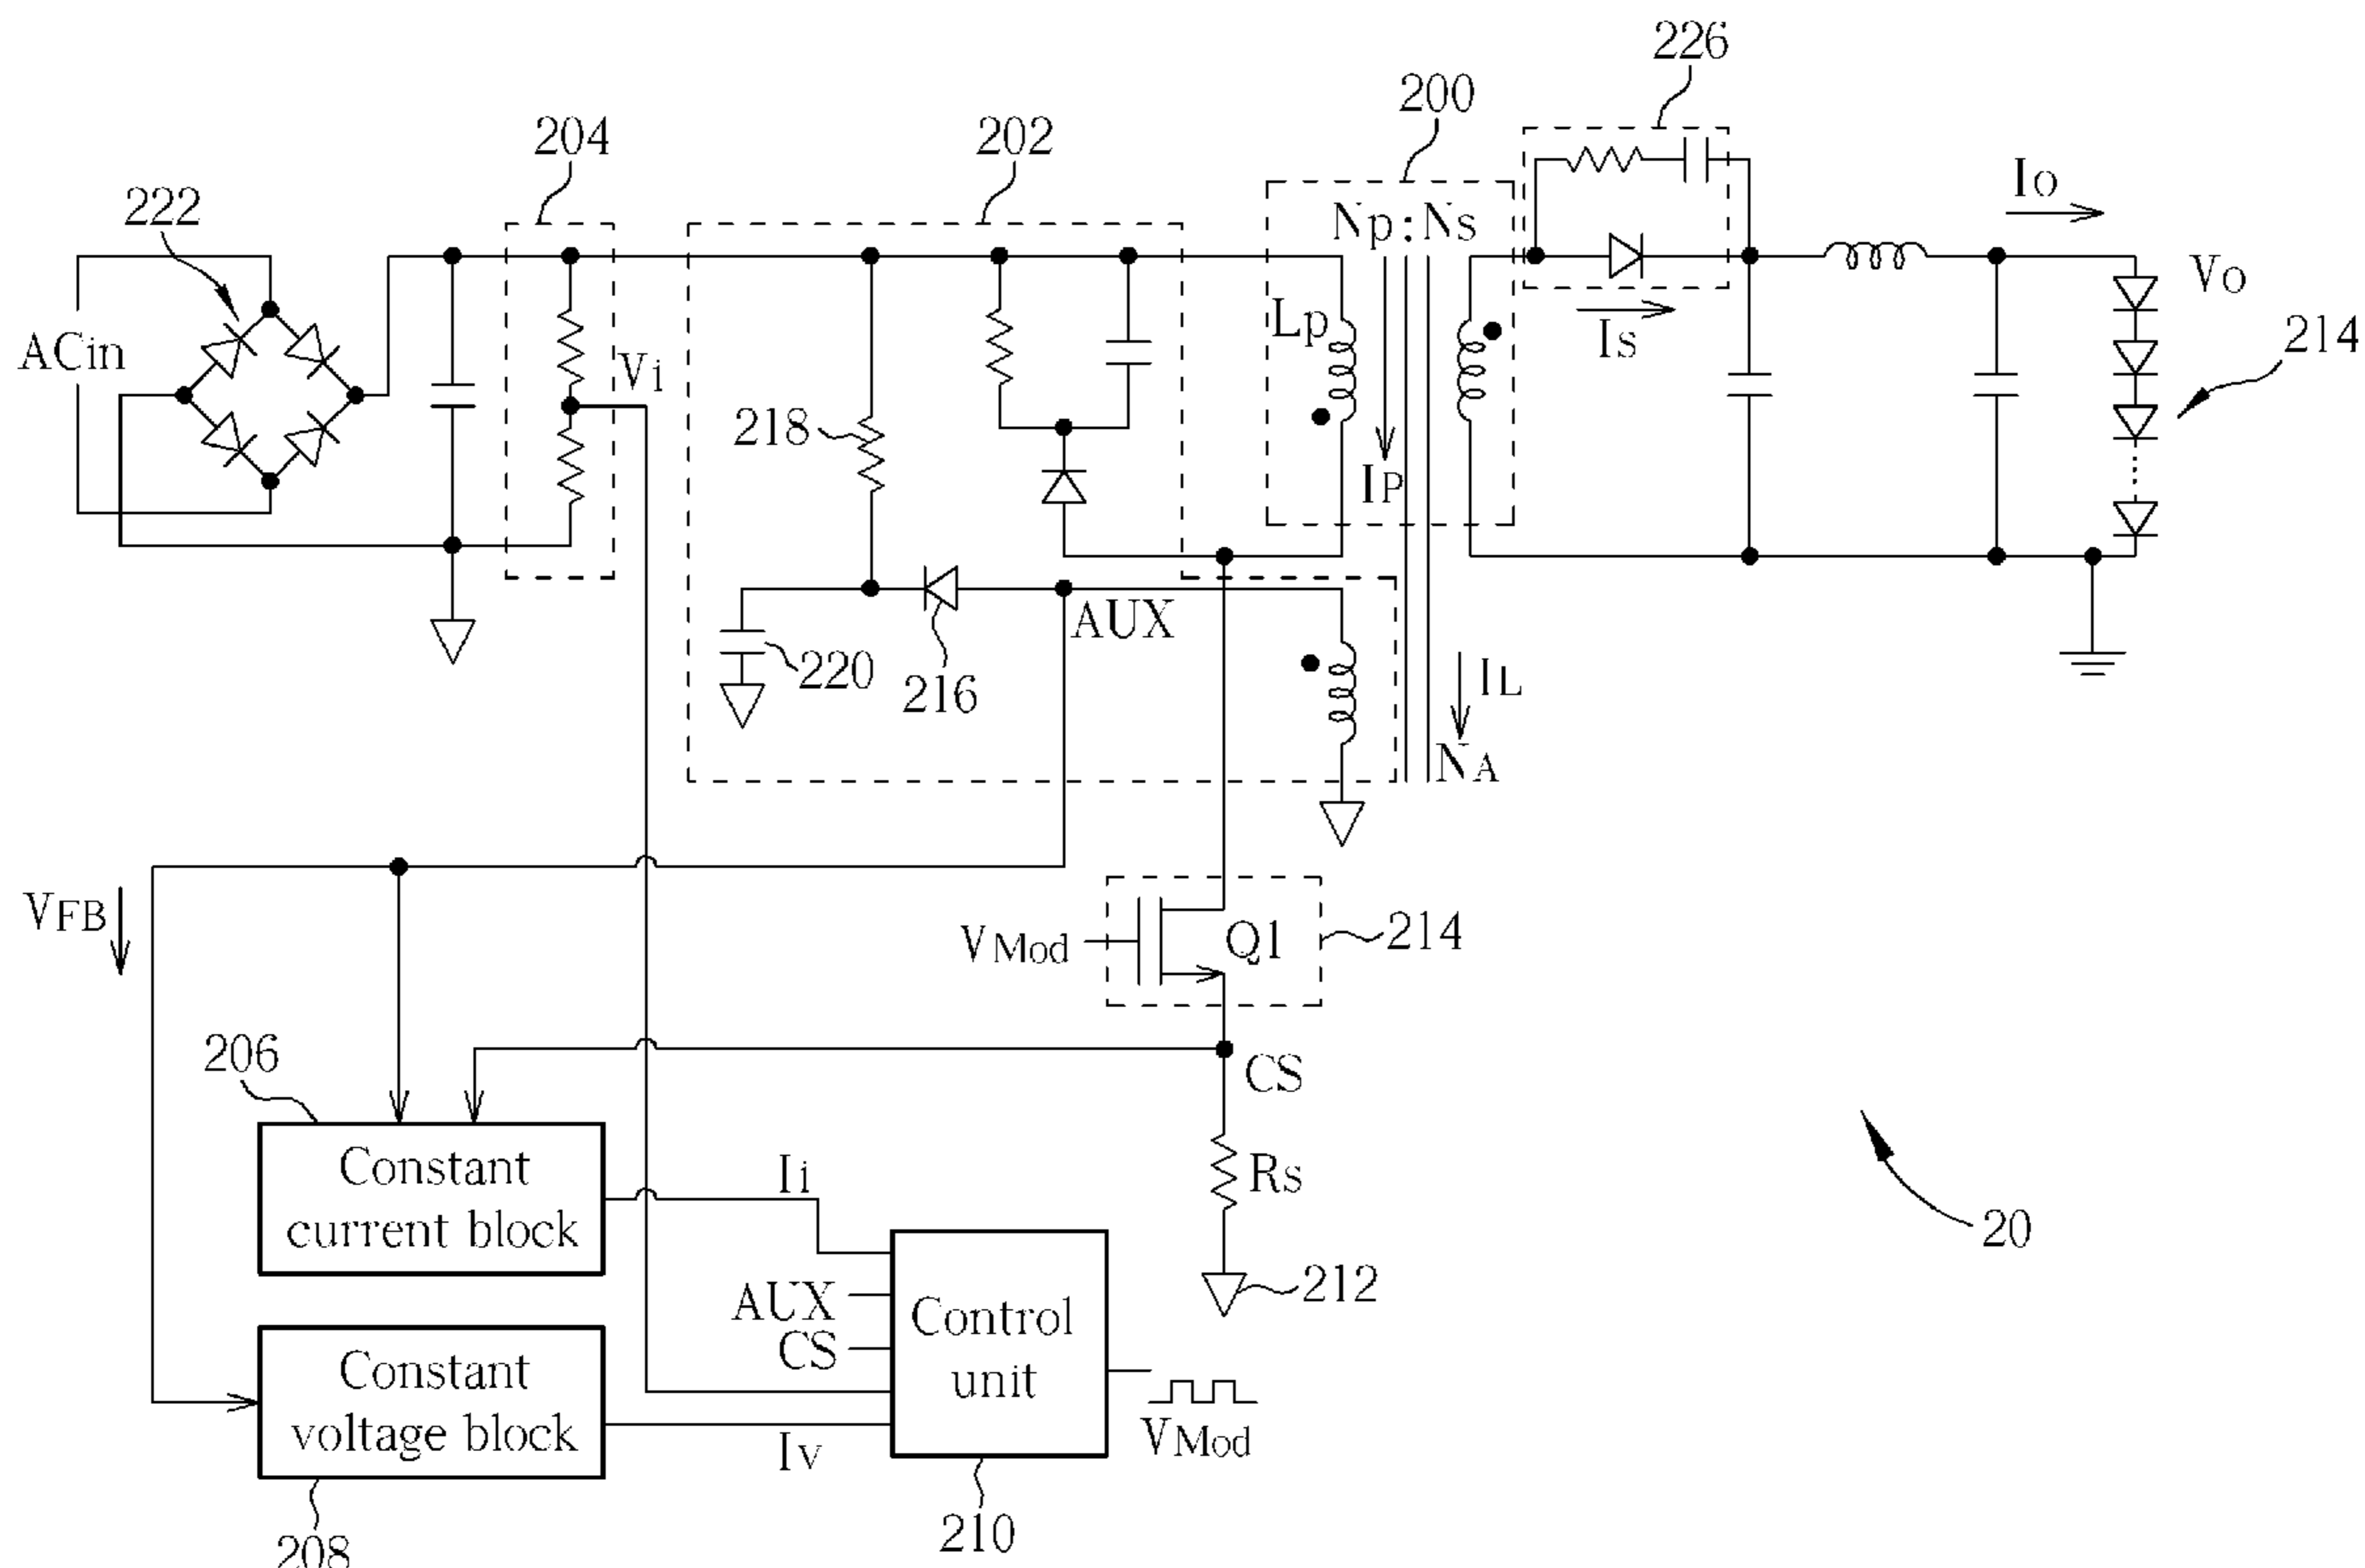 226
200
204
202
222
Np:Ns
Io
Vo
Lp
Is
ACin
Vi
214
218
IP
AUX
220
216
IL
NA
VFB
VMod
Q1
214
206
CS
Constant
current block
Ii
Rs
20
212
AUX
CS
Control
unit
Constant
voltage block
Iv
VMod
210
208